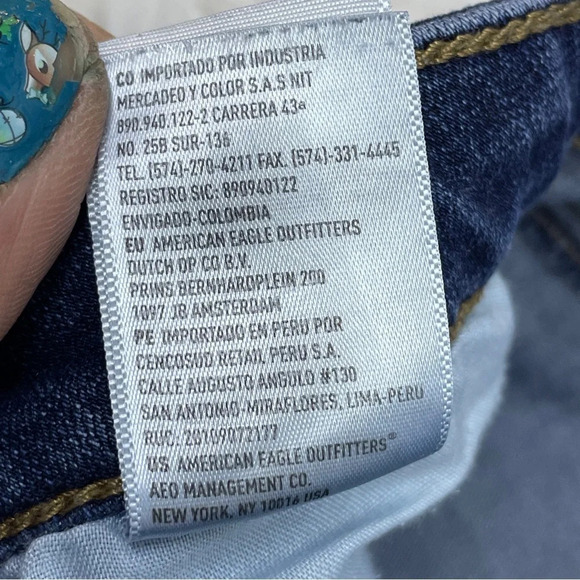 CO IMPORTADO POR INDUSTRIA
MERCADEO Y COLOR S.A.S NIT
890.940.122-2 CARRERA 43a
NO. 25B SUR-136
TEL. (574)-270-4211 FAX. (574)-331-4445
REGISTRO SIC: 890940122
ENVIGADO-COLOMBIA
EU AMERICAN EAGLE OUTFITTERS
DUTCH OP CO B.V.
PRINS BERNHARDPLEIN 200
1097 JB AMSTERDAM
PE IMPORTADO EN PERU POR
CENCOSUD RETAIL PERU S.A.
CALLE AUGUSTO ANGULO #130
SAN ANTONIO-MIRAFLORES, LIMA-PERU
RUC: 20109072177
US AMERICAN EAGLE OUTFITTERS®
AEO MANAGEMENT CO.
NEW YORK, NY 10016 USA